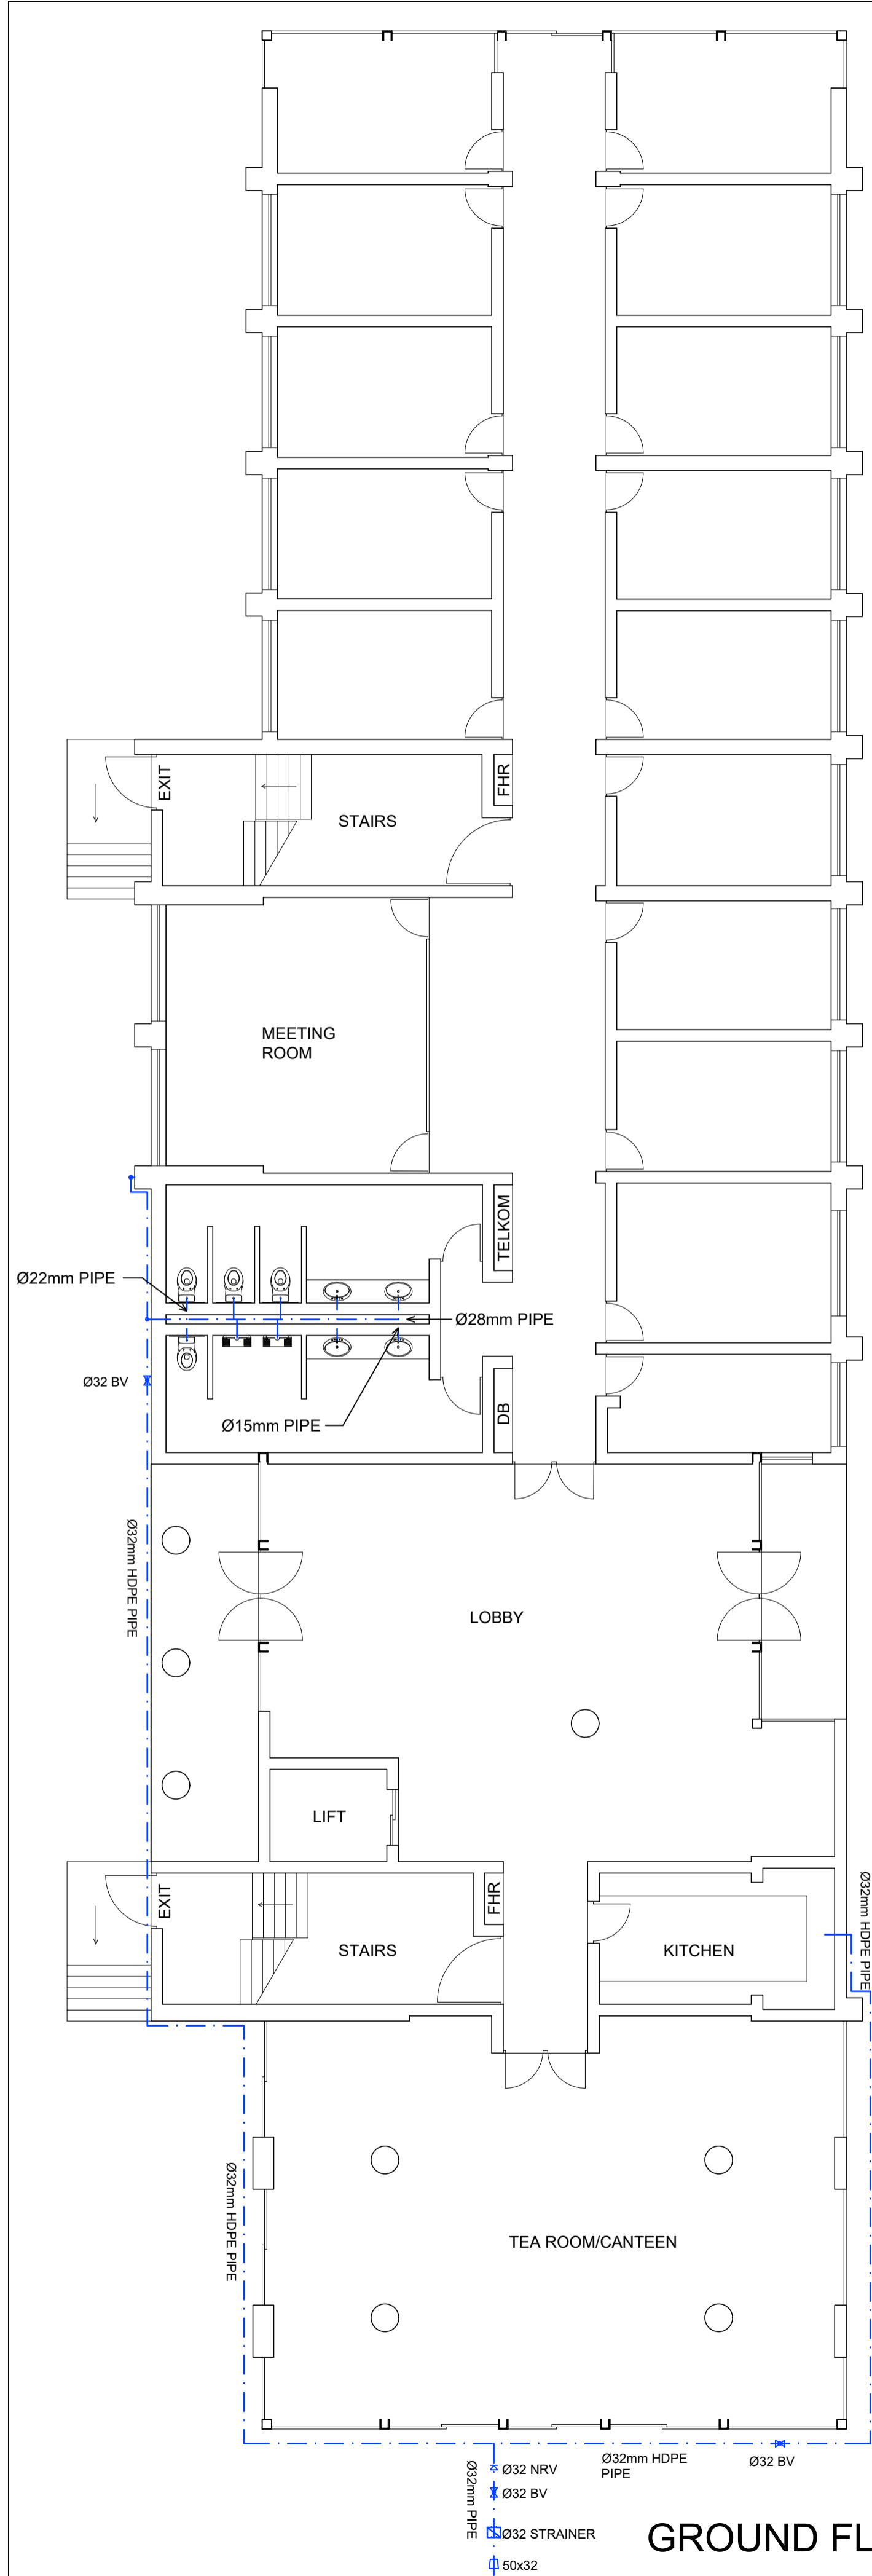 EXIT
STAIRS
FHR
MEETING
ROOM
TELKOM
Ø22mm PIPE
Ø28mm PIPE
Ø32 BV
Ø15mm PIPE
DB
Ø32mm HDPE PIPE
LOBBY
LIFT
EXIT
STAIRS
FHR
KITCHEN
Ø32mm HDPE PIPE
Ø32mm HDPE PIPE
TEA ROOM/CANTEEN
Ø32mm PIPE
Ø32 NRV
Ø32mm HDPE
PIPE
Ø32 BV
Ø32 BV
Ø32 STRAINER
GROUND FL
50x32